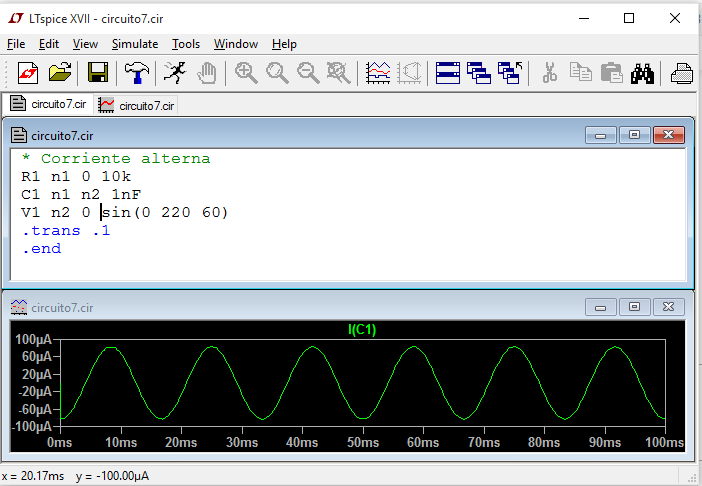 LTspice XVII - circuito7.cir
File Edit View Simulate Tools Window Help
circuito7.cir circuito7.cir
circuito7.cir
* Corriente alterna
R1 n1 0 10k
C1 n1 n2 1nF
V1 n2 0 sin(0 220 60)
.trans .1
.end
circuito7.cir
I(C1)
100µA
60µA
20µA
-20µA
-60µA
-100µA
0ms 10ms 20ms 30ms 40ms 50ms 60ms 70ms 80ms 90ms 100ms
x = 20.17ms y = -100.00µA